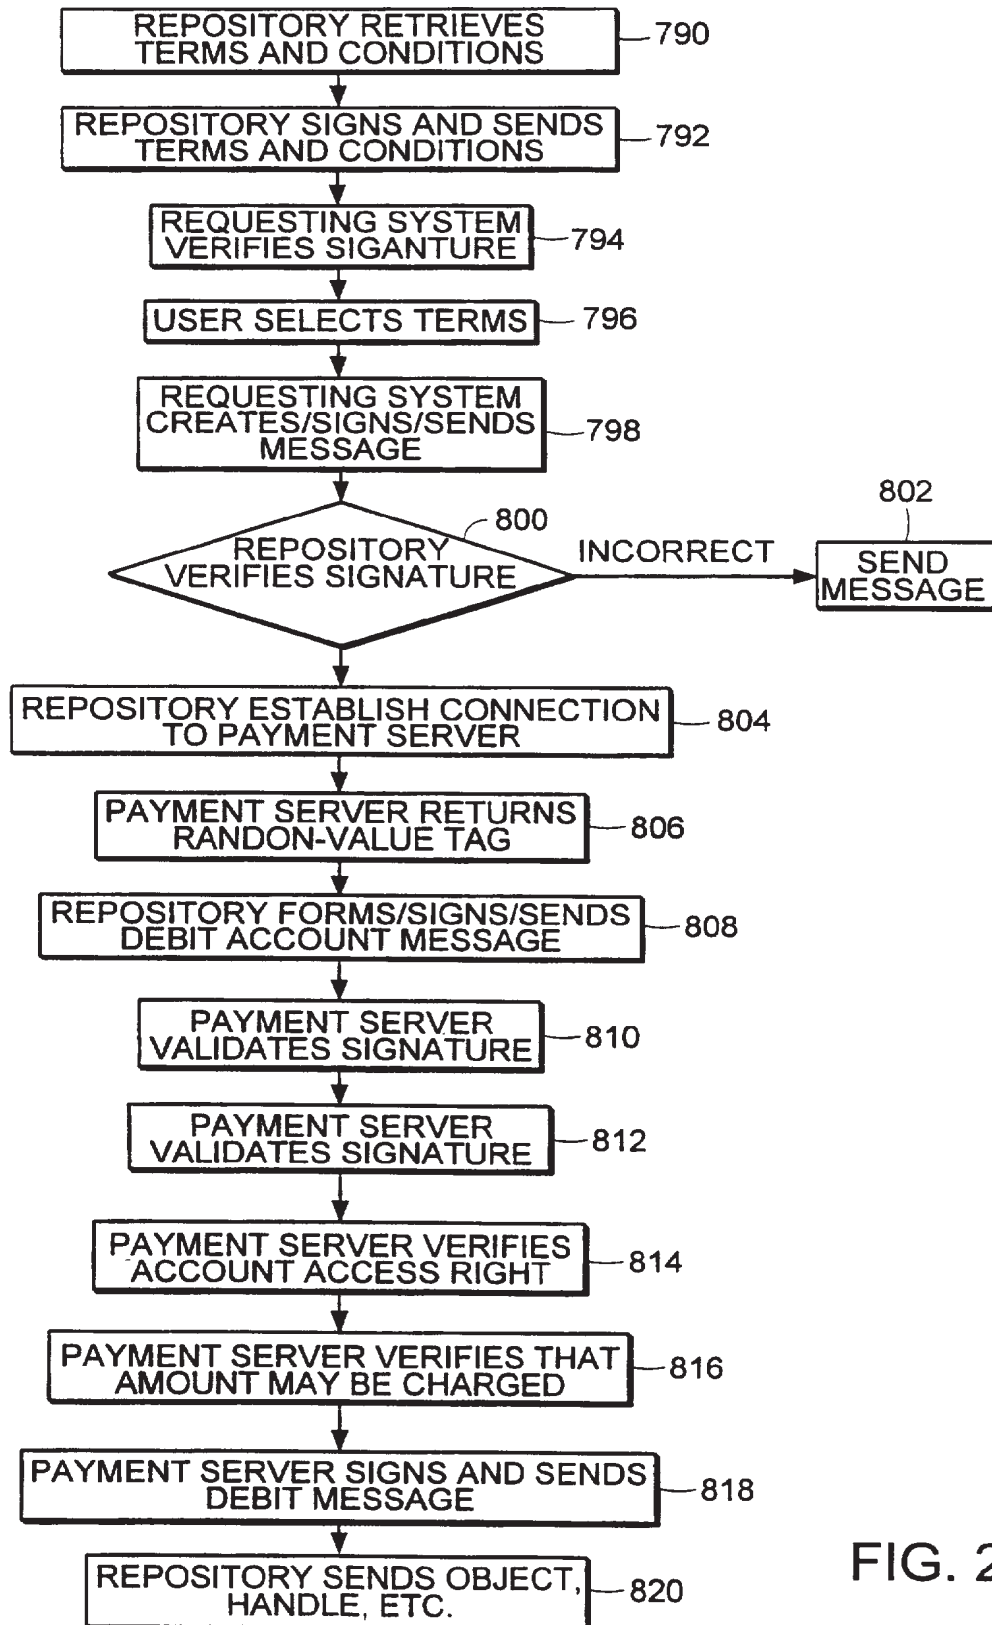 REPOSITORY RETRIEVES
TERMS AND CONDITIONS
790
REPOSITORY SIGNS AND SENDS
TERMS AND CONDITIONS
792
REQUESTING SYSTEM
VERIFIES SIGANTURE
794
USER SELECTS TERMS
796
REQUESTING SYSTEM
CREATES/SIGNS/SENDS
MESSAGE
798
800
REPOSITORY
VERIFIES SIGNATURE
INCORRECT
802
SEND
MESSAGE
REPOSITORY ESTABLISH CONNECTION
TO PAYMENT SERVER
804
PAYMENT SERVER RETURNS
RANDON-VALUE TAG
806
REPOSITORY FORMS/SIGNS/SENDS
DEBIT ACCOUNT MESSAGE
808
PAYMENT SERVER
VALIDATES SIGNATURE
810
PAYMENT SERVER
VALIDATES SIGNATURE
812
PAYMENT SERVER VERIFIES
ACCOUNT ACCESS RIGHT
814
PAYMENT SERVER VERIFIES THAT
AMOUNT MAY BE CHARGED
816
PAYMENT SERVER SIGNS AND SENDS
DEBIT MESSAGE
818
REPOSITORY SENDS OBJECT,
HANDLE, ETC.
820
FIG. 2